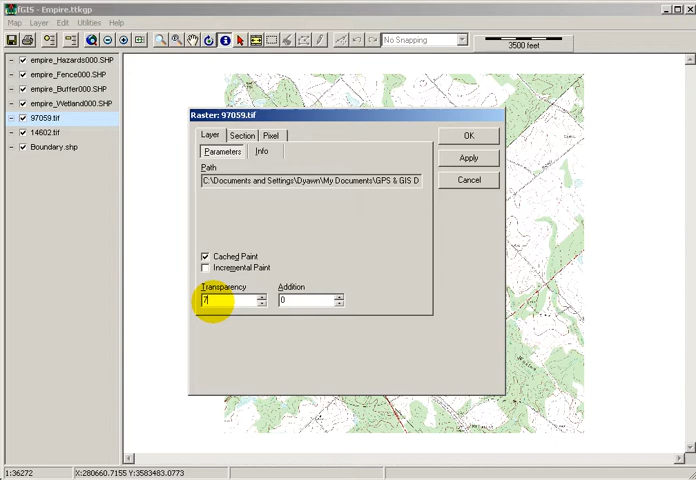 fGIS - Empire.ttkgp
Map Layer Edit Utilities Help
No Snapping
3500 feet
empire_Hazards000.SHP
empire_Fence000.SHP
empire_Buffer000.SHP
empire_Wetland000.SHP
97059.tif
14602.tif
Boundary.shp
Raster: 97059.tif
Layer Section Pixel
Parameters Info
Path
C:\Documents and Settings\Dyawn\My Documents\GPS & GIS D
Cached Paint
Incremental Paint
Transparency Addition
7 0
OK
Apply
Cancel
1:36272 X:280660.7155 Y:3583483.0773